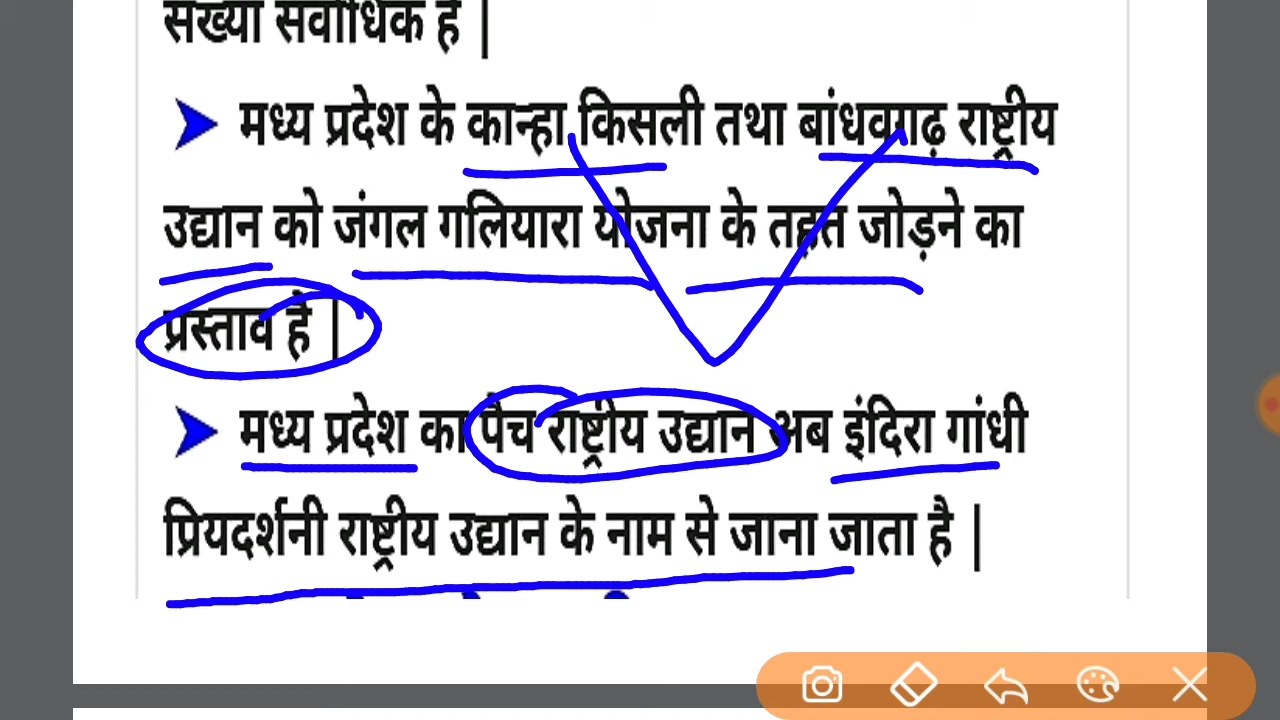 संख्या सर्वाधिक है |
➤ मध्य प्रदेश के कान्हा किसली तथा बांधवगढ़ राष्ट्रीय
उद्यान को जंगल गलियारा योजना के तहत जोड़ने का
प्रस्ताव है |
➤ मध्य प्रदेश का पैच राष्ट्रीय उद्यान अब इंदिरा गांधी
प्रियदर्शनी राष्ट्रीय उद्यान के नाम से जाना जाता है |